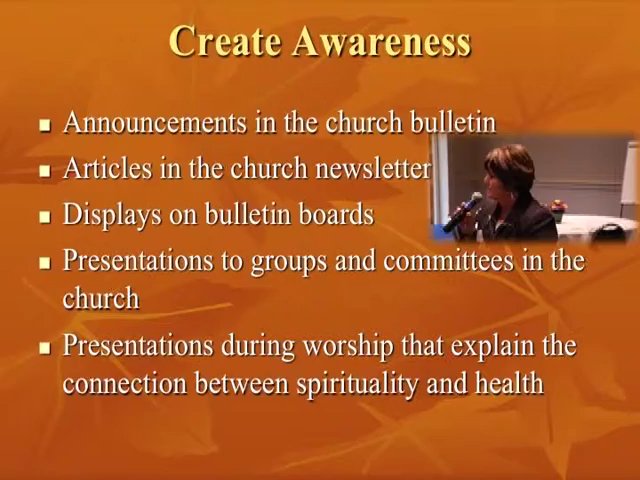 Create Awareness
Announcements in the church bulletin
Articles in the church newsletter
Displays on bulletin boards
Presentations to groups and committees in the
church
Presentations during worship that explain the
connection between spirituality and health